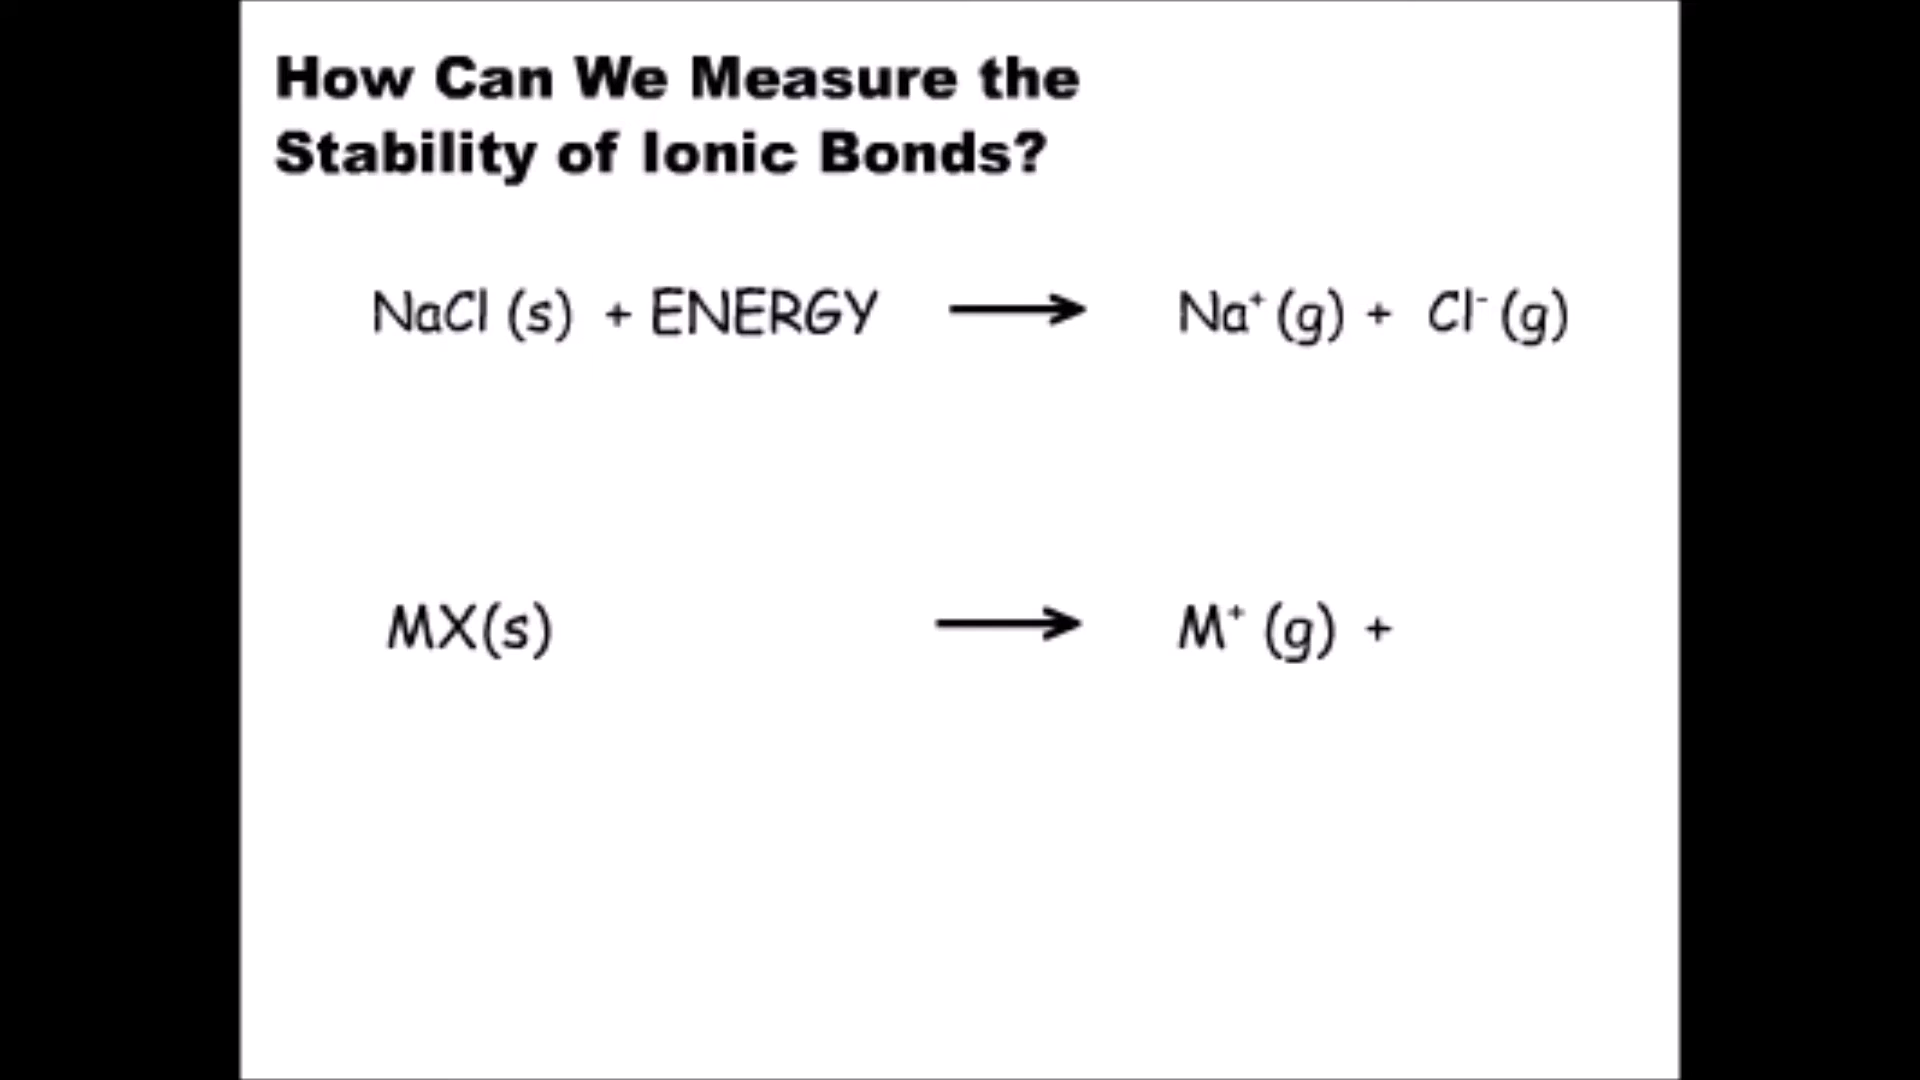 How Can We Measure the
Stability of Ionic Bonds?
NaCl (s) + ENERGY ⟶ Na⁺ (g) + Cl⁻ (g)
MX(s) ⟶ M⁺ (g) +